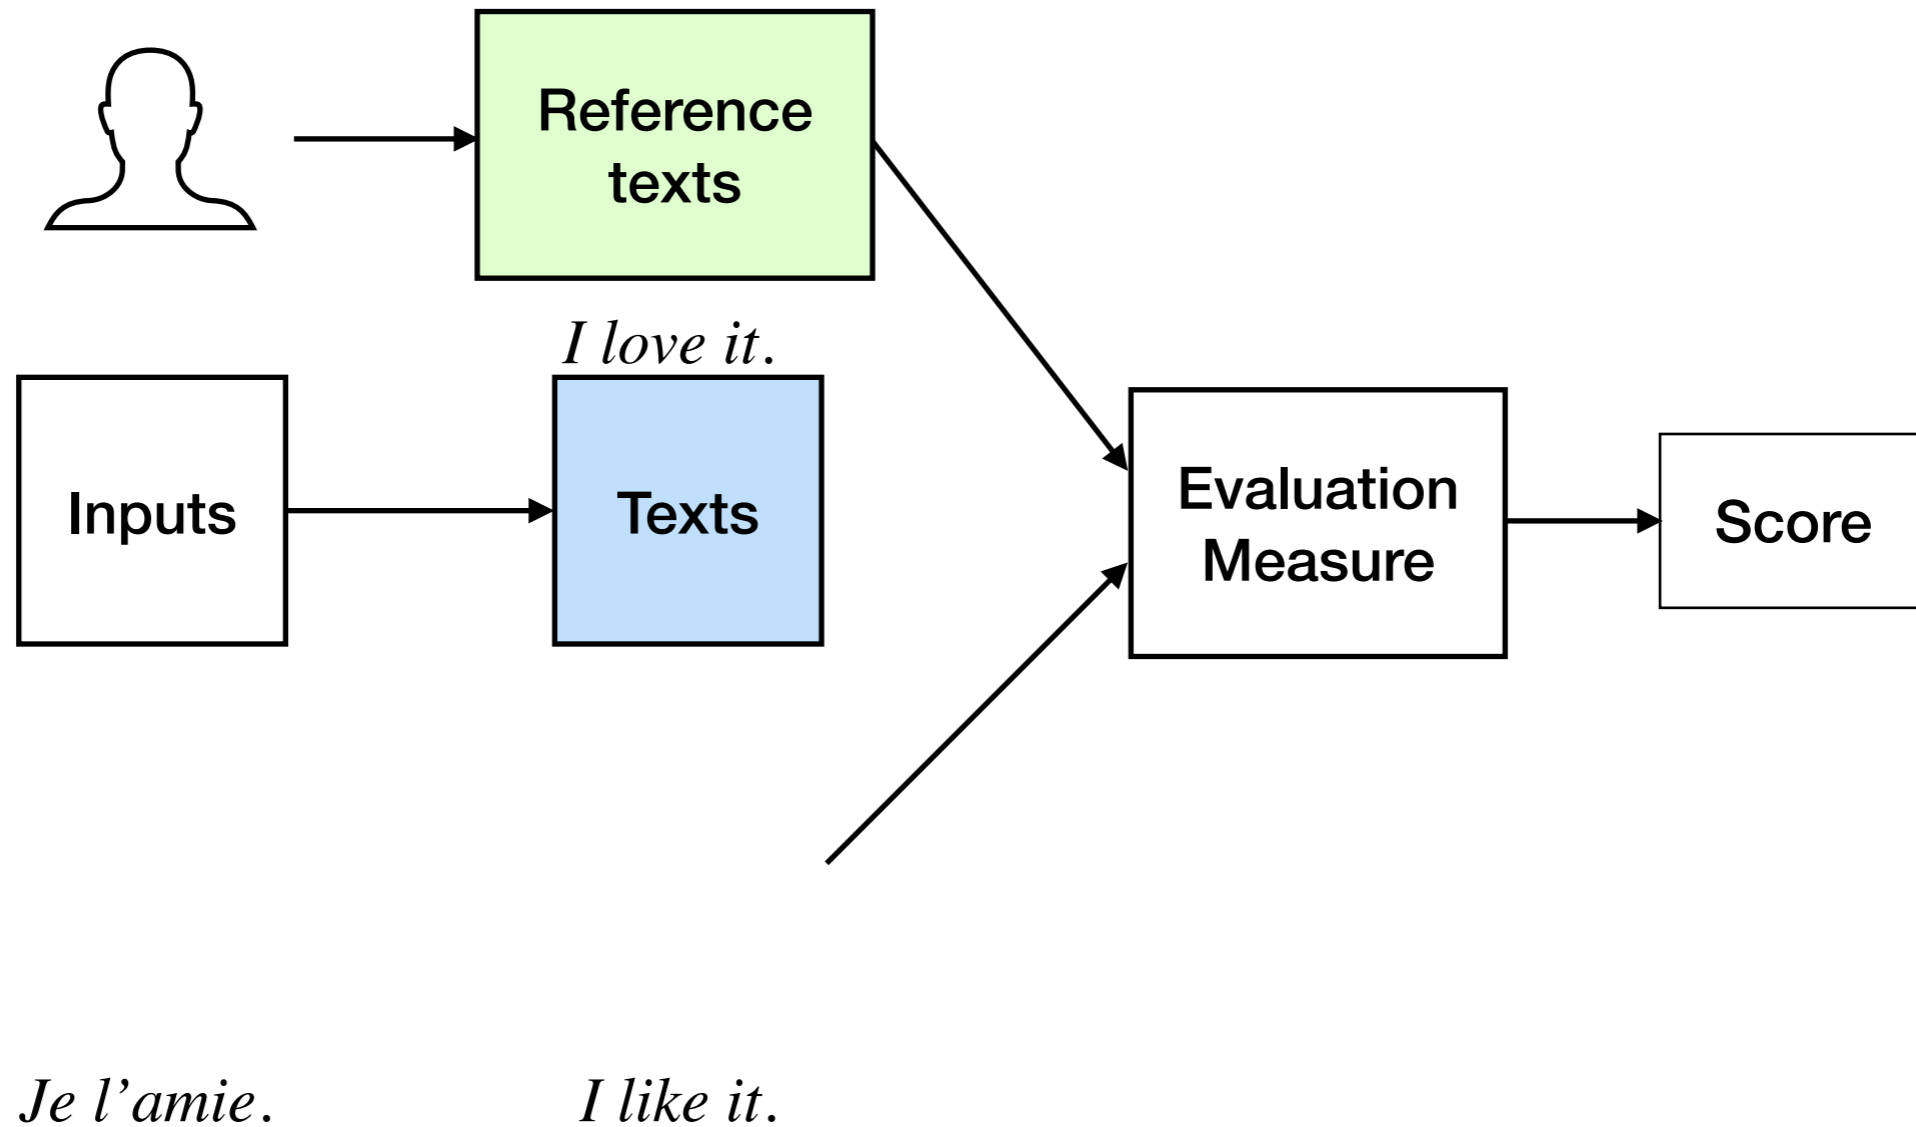 Reference
texts
I love it.
Inputs
Texts
Evaluation
Measure
Score
Je l’amie.
I like it.